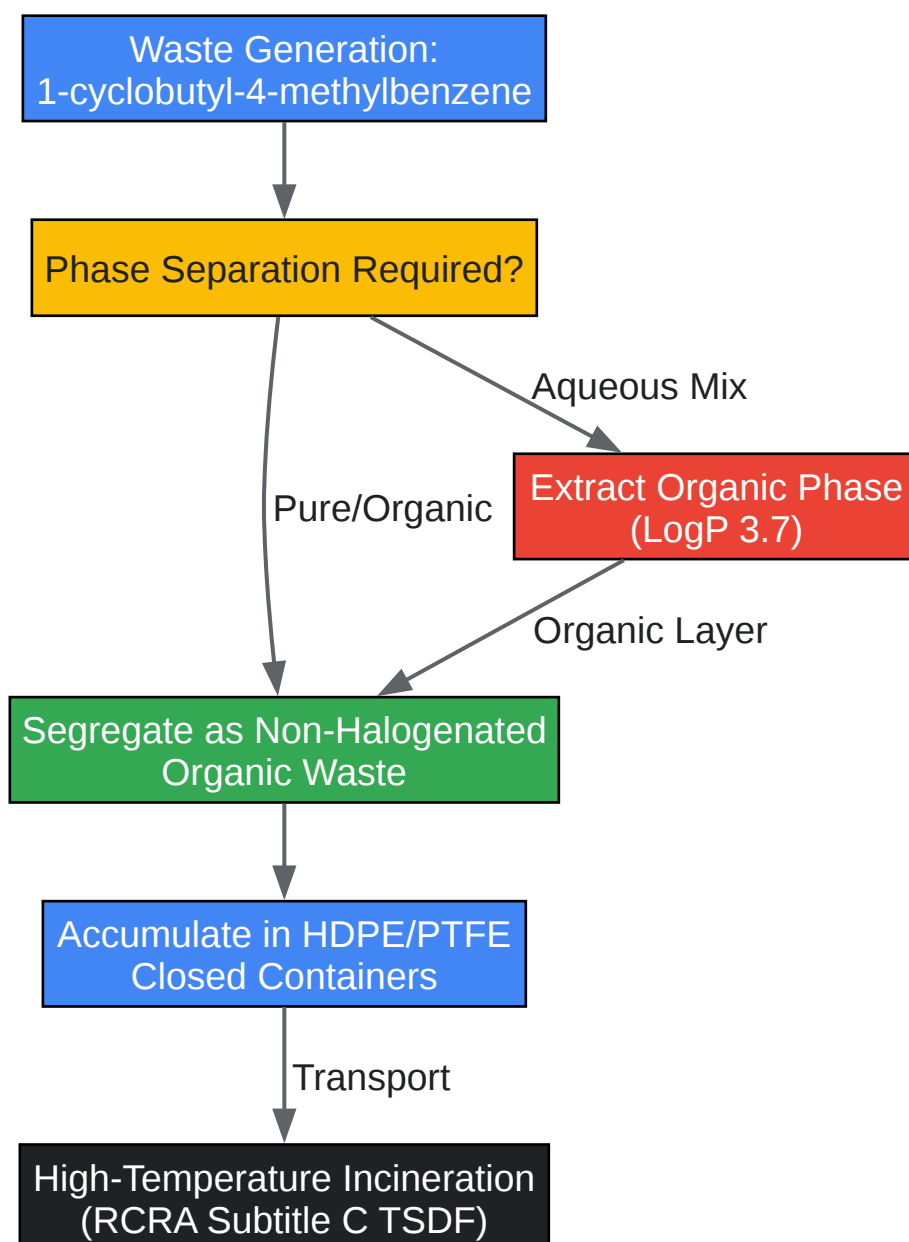 Waste Generation:
1-cyclobutyl-4-methylbenzene
Phase Separation Required?
Aqueous Mix
Extract Organic Phase
(LogP 3.7)
Pure/Organic
Organic Layer
Segregate as Non-Halogenated
Organic Waste
Accumulate in HDPE/PTFE
Closed Containers
Transport
High-Temperature Incineration
(RCRA Subtitle C TSDF)